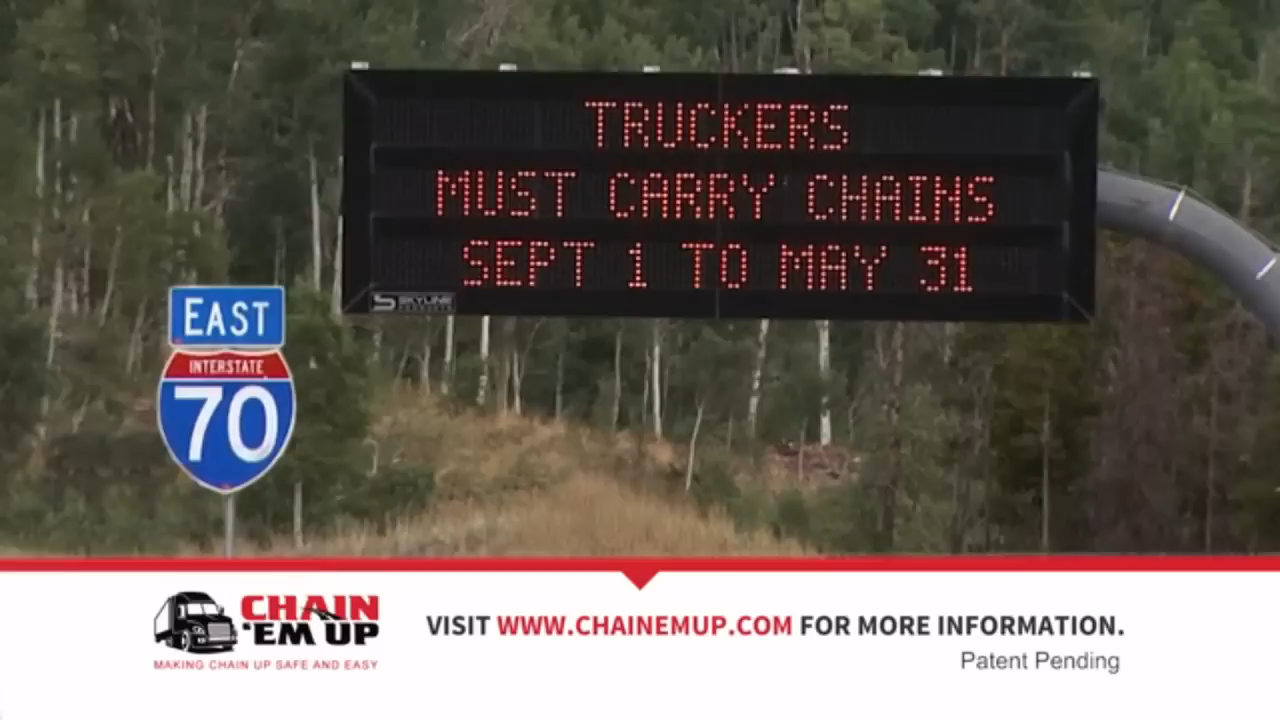 TRUCKERS
MUST CARRY CHAINS
SEPT 1 TO MAY 31
SKYLINE
PRODUCTS
EAST
INTERSTATE
70
CHAIN
'EM UP
MAKING CHAIN UP SAFE AND EASY
VISIT WWW.CHAINEMUP.COM FOR MORE INFORMATION.
Patent Pending